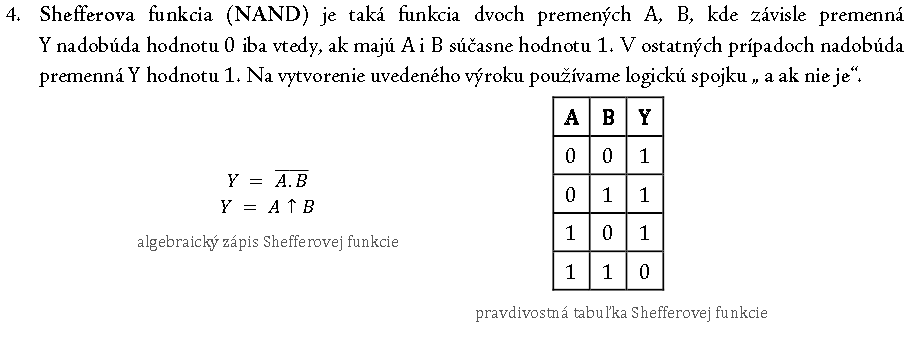 4. Shefferova funkcia (NAND) je taká funkcia dvoch premených A, B, kde závisle premenná
Y nadobúda hodnotu 0 iba vtedy, ak majú A i B súčasne hodnotu 1. V ostatných prípadoch nadobúda
premenná Y hodnotu 1. Na vytvorenie uvedeného výroku používame logickú spojku „ a ak nie je“.
A B Y
0 0 1
0 1 1
1 0 1
1 1 0
Y = \overline{A.B}
Y = A ↑ B
algebraický zápis Shefferovej funkcie
pravdivostná tabuľka Shefferovej funkcie